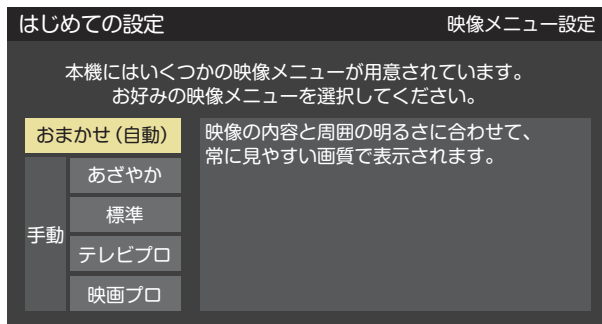 はじめての設定 映像メニュー設定
本機にはいくつかの映像メニューが用意されています。
お好みの映像メニューを選択してください。
おまかせ(自動)
手動
あざやか
標準
テレビプロ
映画プロ
映像の内容と周囲の明るさに合わせて、
常に見やすい画質で表示されます。